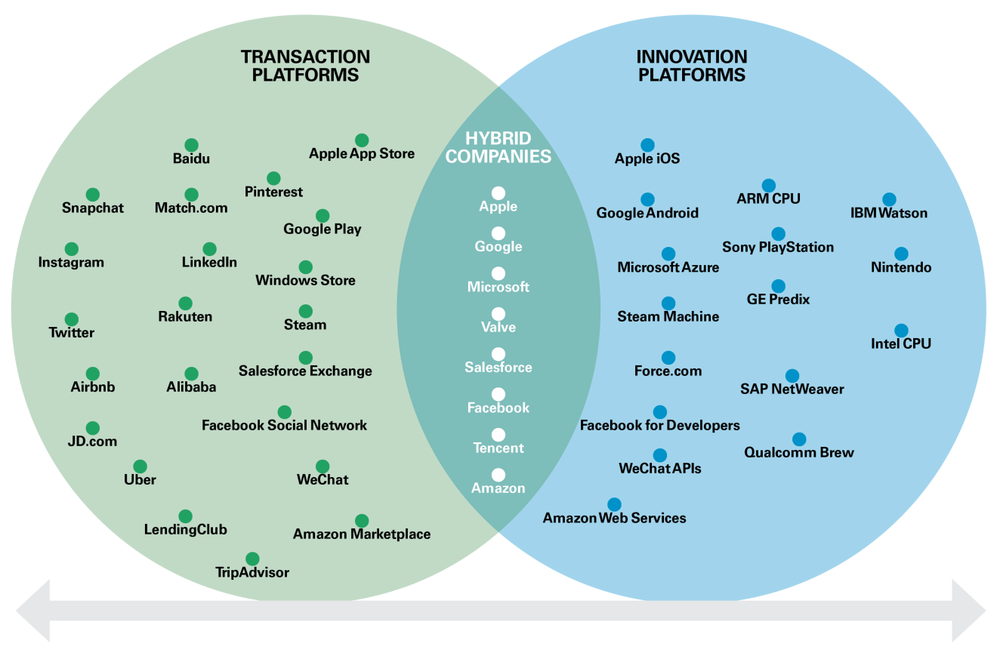 TRANSACTION
PLATFORMS
Baidu
Apple App Store
Pinterest
Snapchat
Match.com
Google Play
Instagram
LinkedIn
Windows Store
Rakuten
Steam
Twitter
Salesforce Exchange
Airbnb
Alibaba
Facebook Social Network
JD.com
Uber
WeChat
LendingClub
Amazon Marketplace
TripAdvisor
HYBRID
COMPANIES
Apple
Google
Microsoft
Valve
Salesforce
Facebook
Tencent
Amazon
INNOVATION
PLATFORMS
Apple iOS
ARM CPU
Google Android
IBM Watson
Sony PlayStation
Microsoft Azure
Nintendo
GE Predix
Steam Machine
Intel CPU
Force.com
SAP NetWeaver
Facebook for Developers
Qualcomm Brew
WeChat APIs
Amazon Web Services